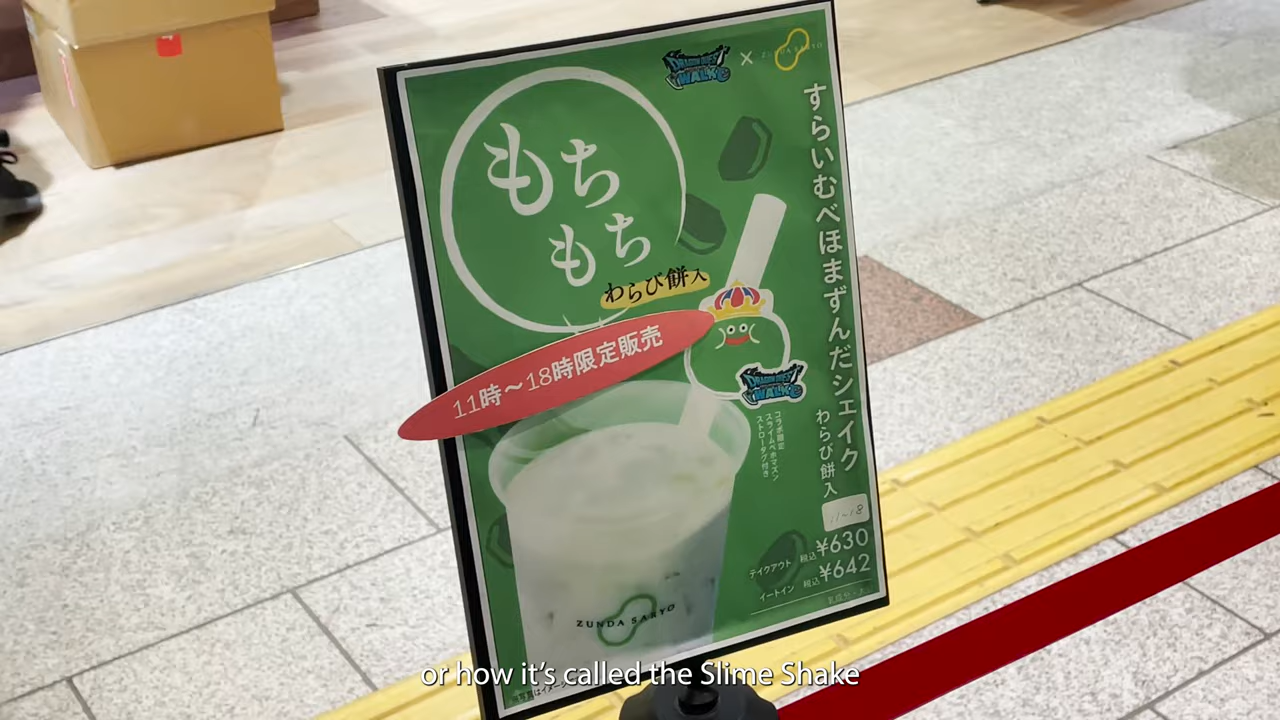 DRAGON QUEST WALK
×
ZUNDA SARYO
もち
もち
わらび餅入
11時〜18時限定販売
すらいむべほまずんだシェイク
わらび餅入
DRAGON QUEST WALK
コラボ限定
スライムベホマズン
ストロータグ付き
11~18
テイクアウト 税込 ¥630
イートイン 税込 ¥642
ZUNDA SARYO
or how it's called the Slime Shake